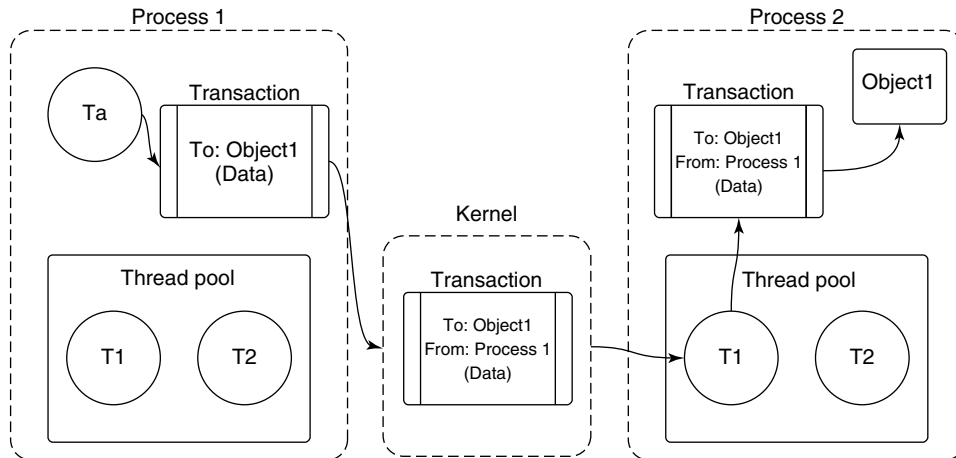 Process 1
Ta
Transaction
To: Object1
(Data)
Thread pool
T1
T2
Kernel
Transaction
To: Object1
From: Process 1
(Data)
Process 2
Transaction
To: Object1
From: Process 1
(Data)
Object1
Thread pool
T1
T2